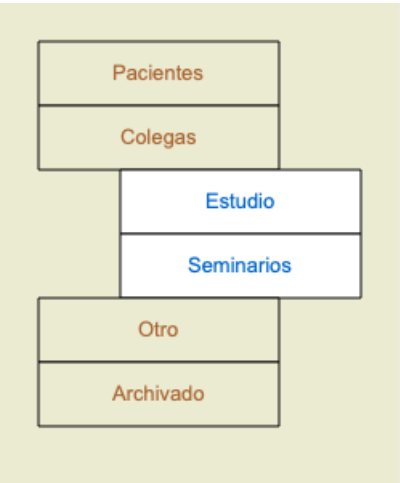 Pacientes
Colegas
Estudio
Seminarios
Otro
Archivado